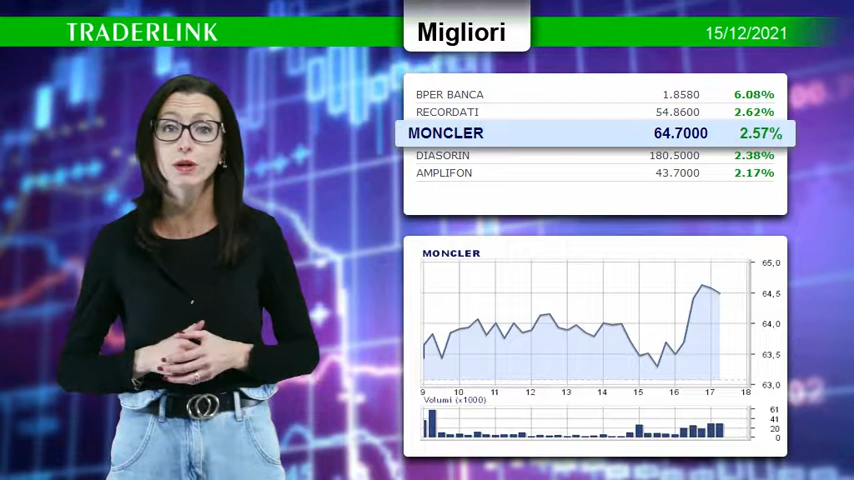 TRADERLINK
Migliori
15/12/2021
BPER BANCA 1.8580 6.08%
RECORDATI 54.8600 2.62%
MONCLER 64.7000 2.57%
DIASORIN 180.5000 2.38%
AMPLIFON 43.7000 2.17%
MONCLER
65,0
64,5
64,0
63,5
63,0
9 10 11 12 13 14 15 16 17 18
Volumi (x1000)
61
41
20
0